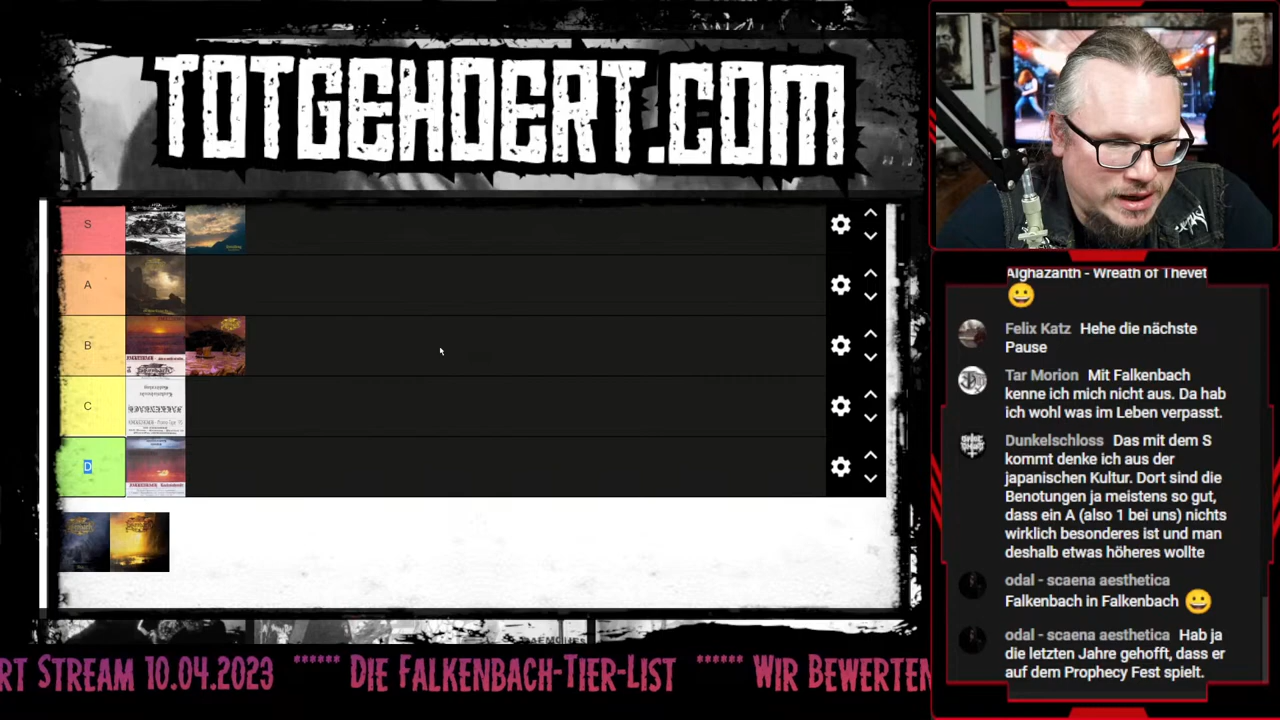 TOTGEHOERT.COM
S
A
B
C
D
Alghazanth - Wreath of Thevetat
😀
Felix Katz Hehe die nächste
Pause
Tar Morion Mit Falkenbach
kenne ich mich nicht aus. Da hab
ich wohl was im Leben verpasst.
Dunkelschloss Das mit dem S
kommt denke ich aus der
japanischen Kultur. Dort sind die
Benotungen ja meistens so gut,
dass ein A (also 1 bei uns) nichts
wirklich besonderes ist und man
deshalb etwas höheres wollte
odal - scaena aesthetica
Falkenbach in Falkenbach 😀
odal - scaena aesthetica Hab ja
die letzten Jahre gehofft, dass er
auf dem Prophecy Fest spielt.
RT STREAM 10.04.2023 ****** DIE FALKENBACH-TIER-LIST ****** WIR BEWERTEN